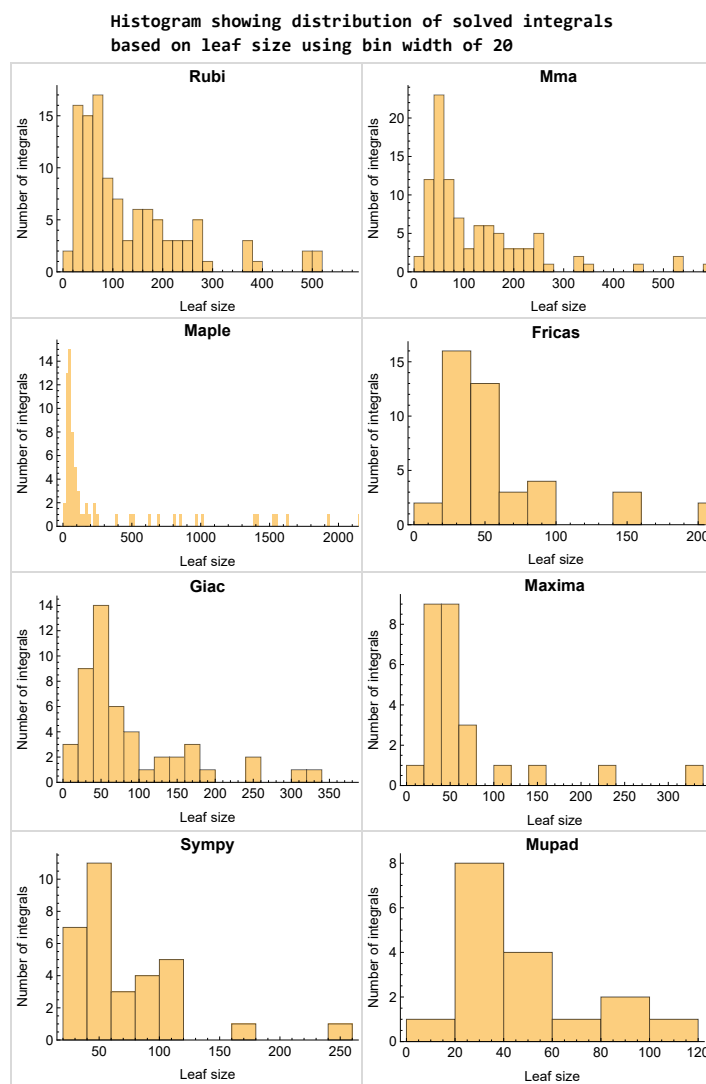 Histogram showing distribution of solved integrals
based on leaf size using bin width of 20
Rubi
Number of integrals
15
10
5
0
0 100 200 300 400 500
Leaf size
Mma
Number of integrals
20
15
10
5
0
0 100 200 300 400 500
Leaf size
Maple
Number of integrals
14
12
10
8
6
4
2
0
0 500 1000 1500 2000
Leaf size
Fricas
Number of integrals
15
10
5
0
0 50 100 150 200
Leaf size
Giac
Number of integrals
14
12
10
8
6
4
2
0
0 50 100 150 200 250 300 350
Leaf size
Maxima
Number of integrals
8
6
4
2
0
0 50 100 150 200 250 300
Leaf size
Sympy
Number of integrals
10
8
6
4
2
0
50 100 150 200 250
Leaf size
Mupad
Number of integrals
8
6
4
2
0
0 20 40 60 80 100 120
Leaf size